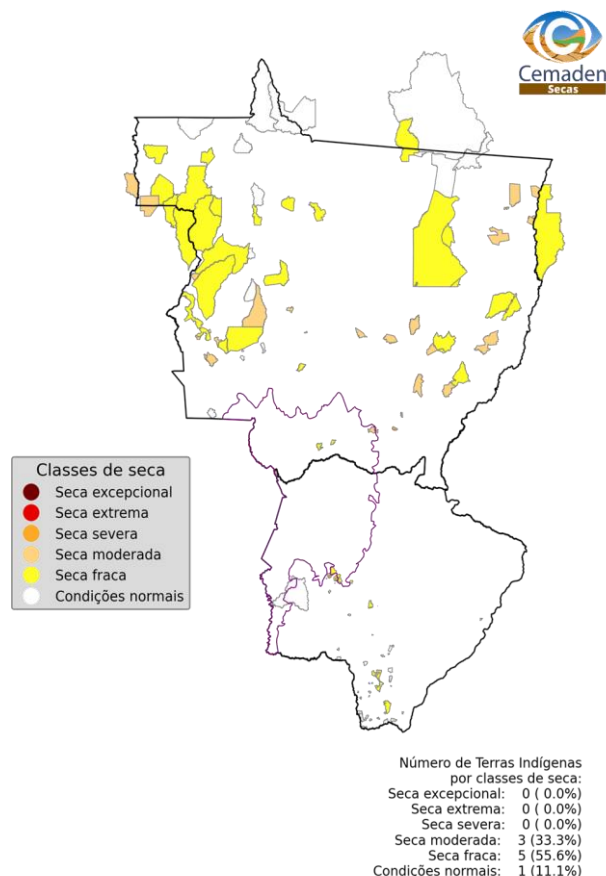 Cemaden
Secas
Classes de seca
Seca excepcional
Seca extrema
Seca severa
Seca moderada
Seca fraca
Condições normais
Número de Terras Indígenas
por classes de seca:
Seca excepcional: 0 ( 0.0%)
Seca extrema: 0 ( 0.0%)
Seca severa: 0 ( 0.0%)
Seca moderada: 3 (33.3%)
Seca fraca: 5 (55.6%)
Condições normais: 1 (11.1%)